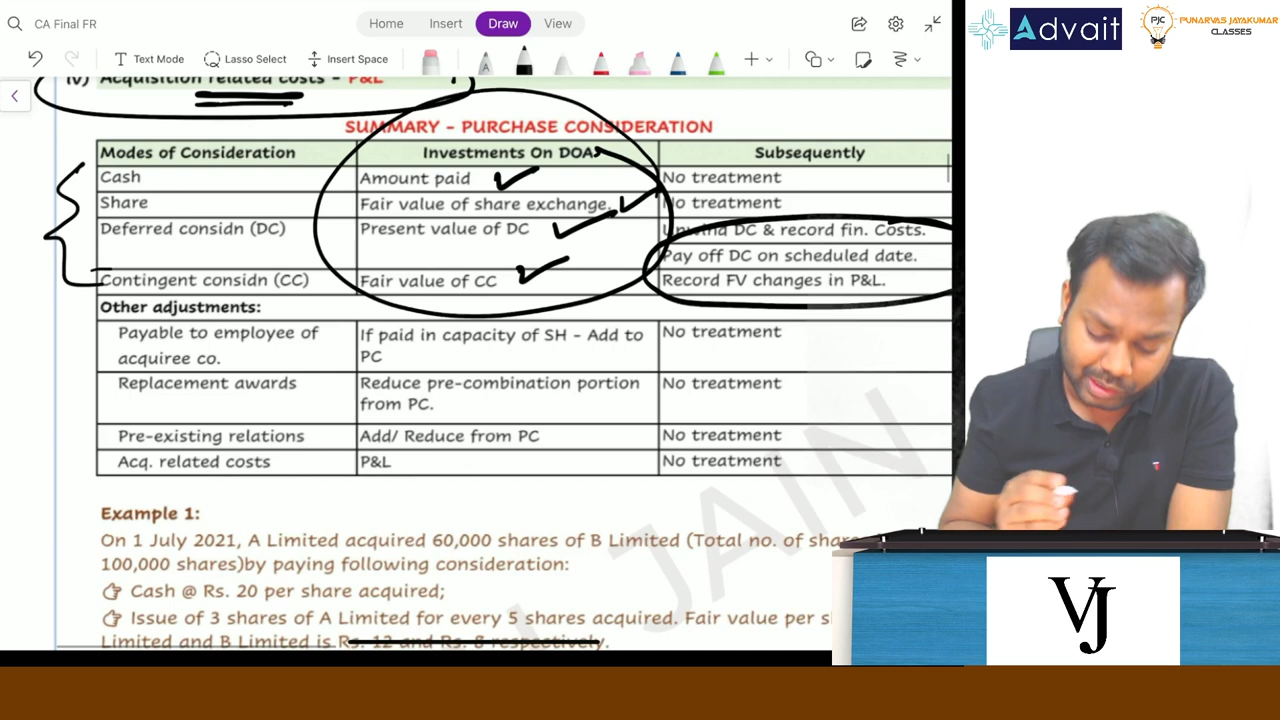 CA Final FR
Home Insert Draw View
Text Mode Lasso Select Insert Space
Advait
PJC PUNARVAS JAYAKUMAR
CLASSES
iv) Acquisition related costs - P&L
SUMMARY - PURCHASE CONSIDERATION
Modes of Consideration Investments On DOA Subsequently
Cash Amount paid No treatment
Share Fair value of share exchange. No treatment
Deferred considn (DC) Present value of DC Unwind DC & record fin. Costs.
Pay off DC on scheduled date.
Contingent considn (CC) Fair value of CC Record FV changes in P&L.
Other adjustments:
Payable to employee of If paid in capacity of SH - Add to No treatment
acquiree co. PC
Replacement awards Reduce pre-combination portion No treatment
from PC.
Pre-existing relations Add/ Reduce from PC No treatment
Acq. related costs P&L No treatment
JAIN
Example 1:
On 1 July 2021, A Limited acquired 60,000 shares of B Limited (Total no. of shar
100,000 shares)by paying following consideration:
Cash @ Rs. 20 per share acquired;
Issue of 3 shares of A Limited for every 5 shares acquired. Fair value per s
Limited and B Limited is Rs. 12 and Rs. 8 respectively.
VJ